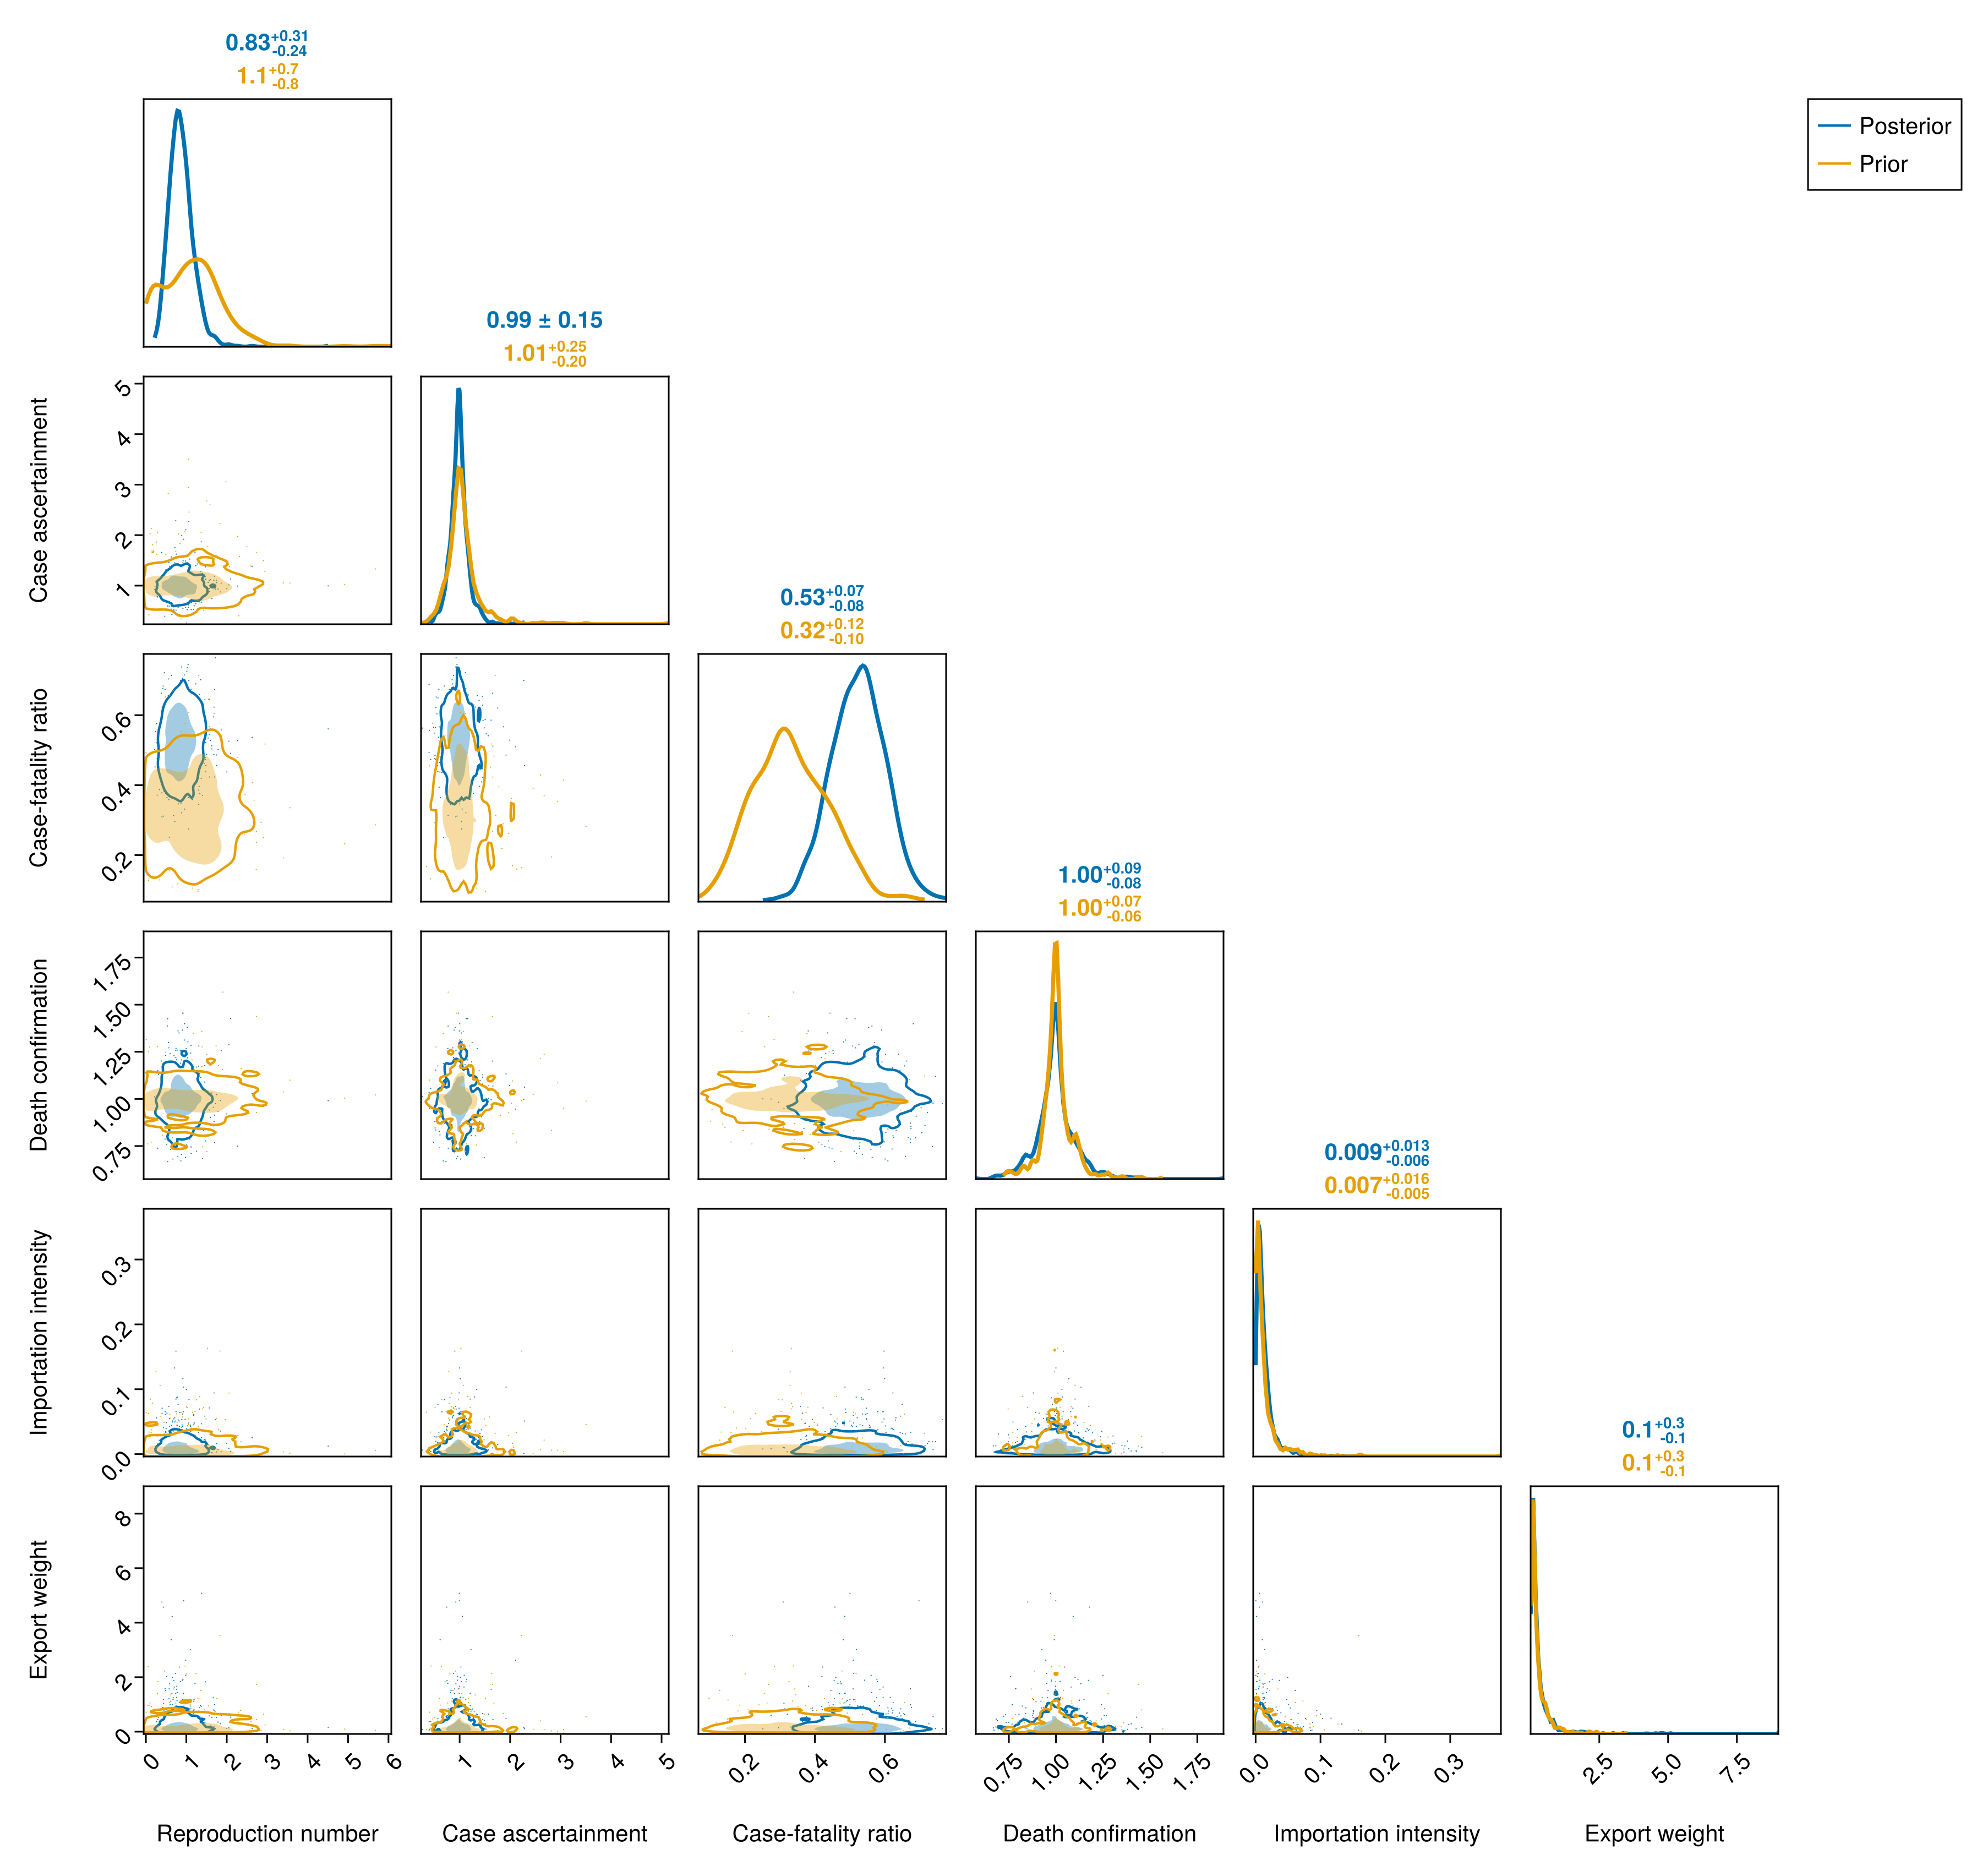 0.83+0.31-0.24
1.1+0.7-0.8
Posterior
Prior
0.99 ± 0.15
1.01+0.25-0.20
Case ascertainment
5
4
3
2
1
0.53+0.07-0.08
0.32+0.12-0.10
Case-fatality ratio
0.6
0.4
0.2
1.00+0.09-0.08
1.00+0.07-0.06
Death confirmation
1.75
1.50
1.25
1.00
0.75
0.009+0.013-0.006
0.007+0.016-0.005
Importation intensity
0.3
0.2
0.1
0.0
0.1+0.3-0.1
0.1+0.3-0.1
Export weight
8
6
4
2
0
0 1 2 3 4 5 6
1 2 3 4 5
0.2 0.4 0.6
0.75 1.00 1.25 1.50 1.75
0.0 0.1 0.2 0.3
2.5 5.0 7.5
Reproduction number
Case ascertainment
Case-fatality ratio
Death confirmation
Importation intensity
Export weight